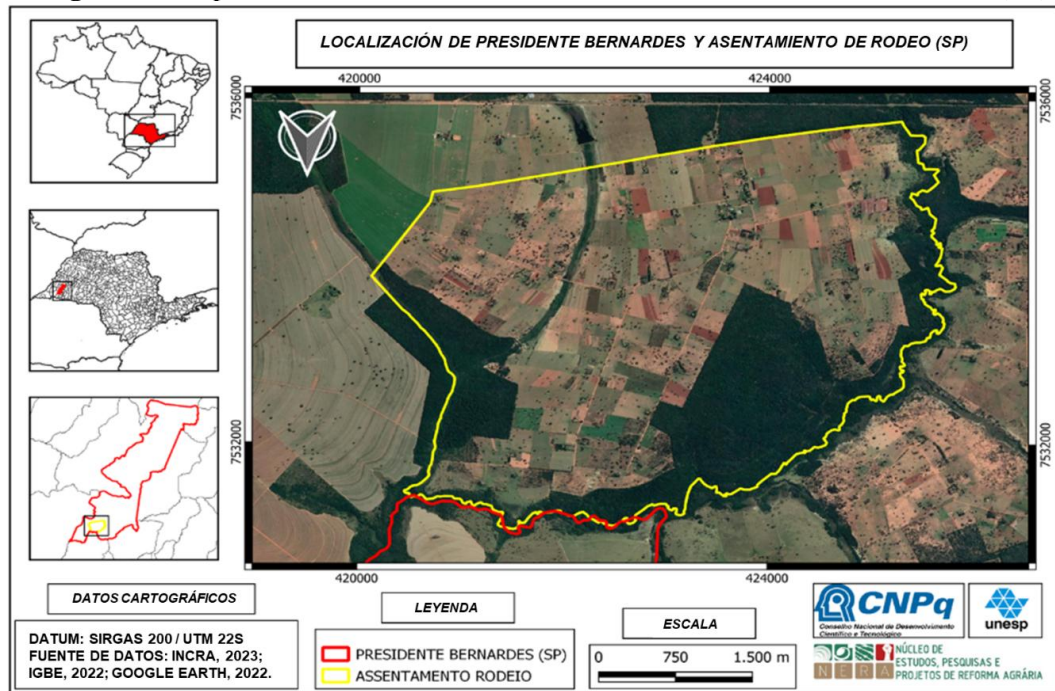 LOCALIZACIÓN DE PRESIDENTE BERNARDES Y ASENTAMIENTO DE RODEO (SP)
420000
424000
7536000
7536000
7532000
7532000
420000
424000
DATOS CARTOGRÁFICOS
DATUM: SIRGAS 200 / UTM 22S
FUENTE DE DATOS: INCRA, 2023;
IGBE, 2022; GOOGLE EARTH, 2022.
LEYENDA
PRESIDENTE BERNARDES (SP)
ASSENTAMENTO RODEIO
ESCALA
0 750 1.500 m
CNPq
Conselho Nacional de Desenvolvimento
Científico e Tecnológico
unesp
NERA
NÚCLEO DE
ESTUDOS, PESQUISAS E
PROJETOS DE REFORMA AGRÁRIA